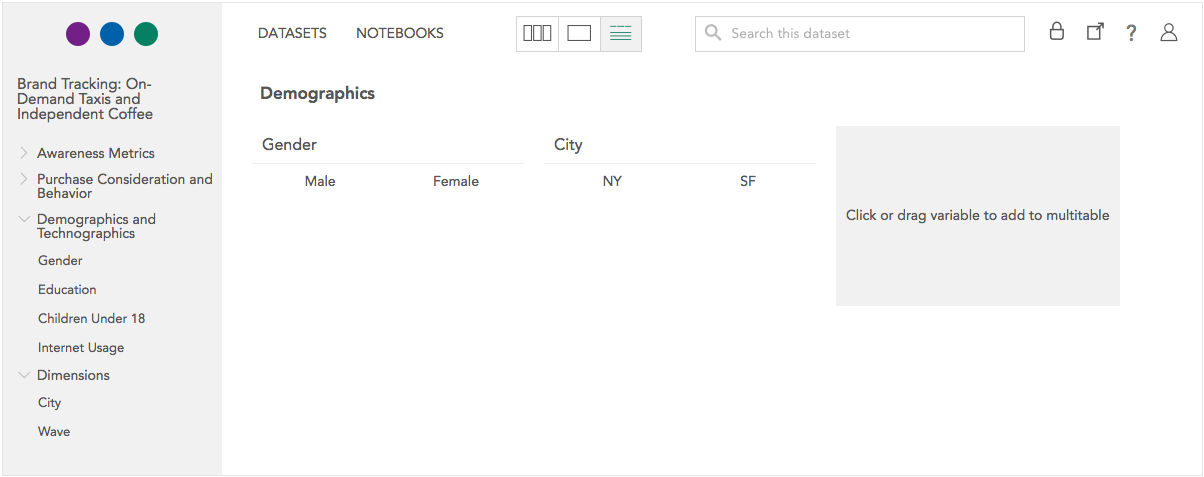 DATASETS NOTEBOOKS Search this dataset ?
Brand Tracking: On-
Demand Taxis and
Independent Coffee
Awareness Metrics
Purchase Consideration and
Behavior
Demographics and
Technographics
Gender
Education
Children Under 18
Internet Usage
Dimensions
City
Wave
Demographics
Gender
Male Female
City
NY SF
Click or drag variable to add to multitable